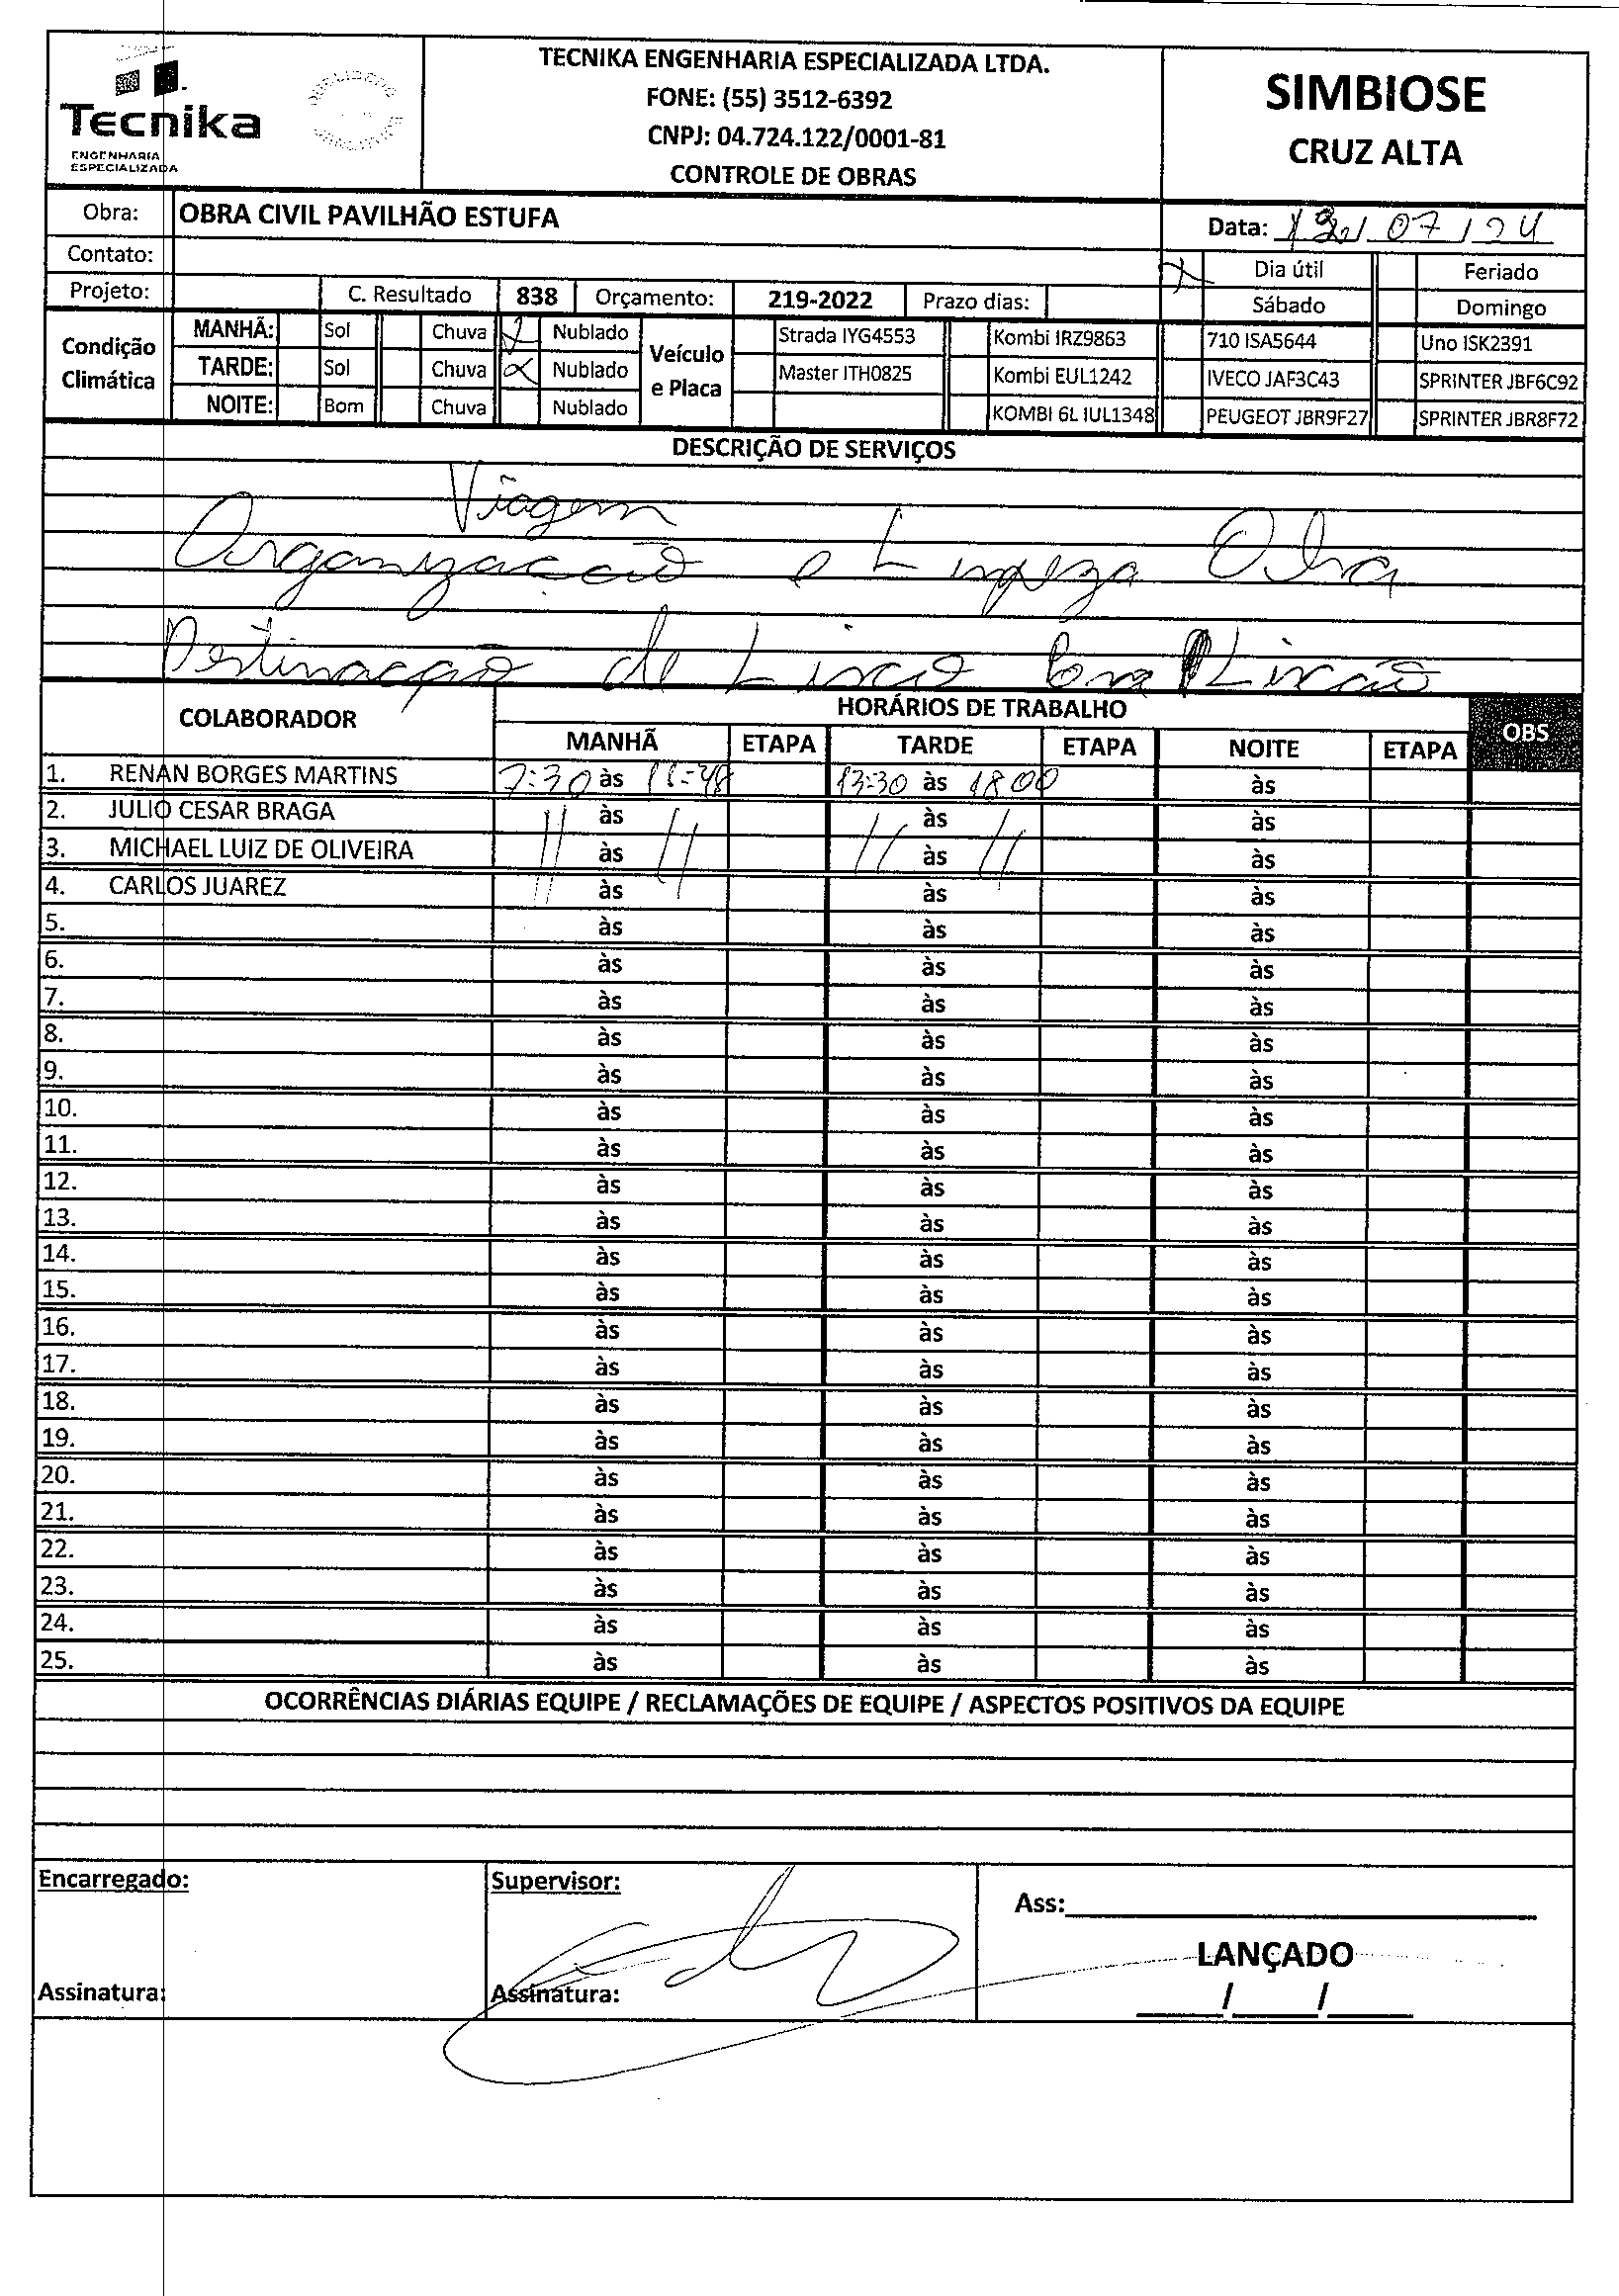 Tecnika
ENGENHARIA
ESPECIALIZADA
TECNIKA ENGENHARIA ESPECIALIZADA LTDA.
FONE: (55) 3512-6392
CNPJ: 04.724.122/0001-81
CONTROLE DE OBRAS
SIMBIOSE
CRUZ ALTA
Obra: OBRA CIVIL PAVILHÃO ESTUFA
Data: /07/24
Contato:
Dia útil Feriado
Projeto: C. Resultado 838 Orçamento: 219-2022 Prazo dias:
Sábado Domingo
Condição Climática
MANHÃ: Sol Chuva Nublado
TARDE: Sol Chuva Nublado
NOITE: Bom Chuva Nublado
Veículo e Placa
Strada IYG4553 Kombi IRZ9863 710 ISA5644 Uno ISK2391
Master ITH0825 Kombi EUL1242 IVECO JAF3C43 SPRINTER JBF6C92
KOMBI 6L IUL1348 PEUGEOT JBR9F27 SPRINTER JBR8F72
DESCRIÇÃO DE SERVIÇOS
Viagem
Organização e Limpeza Obra
Destinação de Lixo Lixão
COLABORADOR HORÁRIOS DE TRABALHO OBS
MANHÃ ETAPA TARDE ETAPA NOITE ETAPA
1. RENAN BORGES MARTINS 7:30 às 11:48 13:30 às 18:00 às
2. JULIO CESAR BRAGA às às às
3. MICHAEL LUIZ DE OLIVEIRA " às " " às " às
4. CARLOS JUAREZ às às às
5. às às às
6. às às às
7. às às às
8. às às às
9. às às às
10. às às às
11. às às às
12. às às às
13. às às às
14. às às às
15. às às às
16. às às às
17. às às às
18. às às às
19. às às às
20. às às às
21. às às às
22. às às às
23. às às às
24. às às às
25. às às às
OCORRÊNCIAS DIÁRIAS EQUIPE / RECLAMAÇÕES DE EQUIPE / ASPECTOS POSITIVOS DA EQUIPE
Encarregado:
Assinatura:
Supervisor:
Assinatura:
Ass:
LANÇADO
/ /